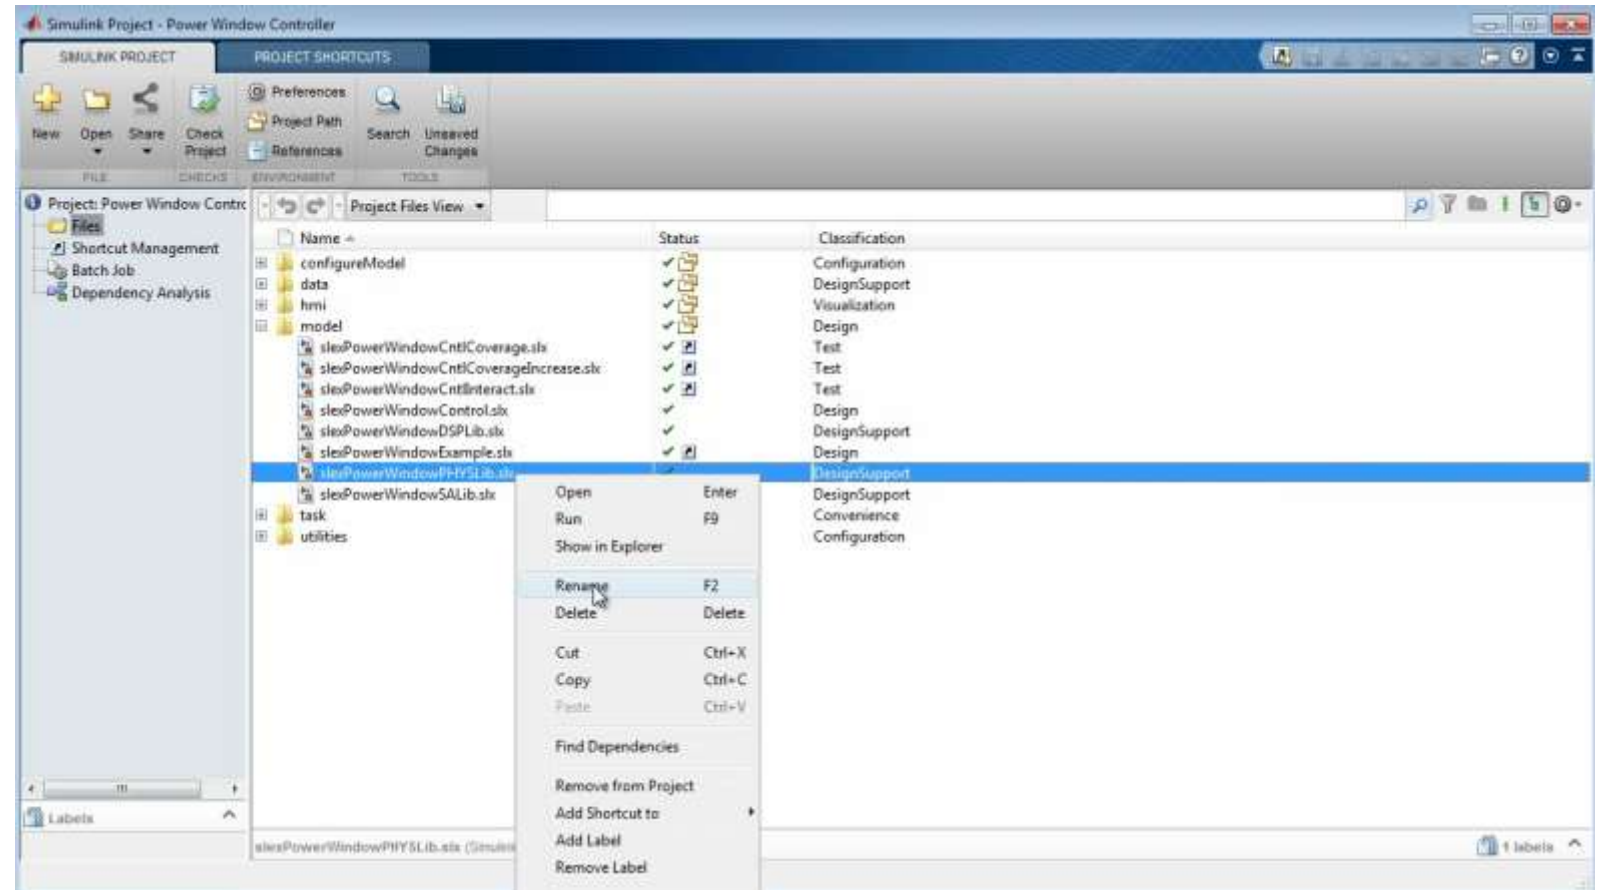 Simulink Project - Power Window Controller
SIMULINK PROJECT PROJECT SHORTCUTS
New Open Share Check Project
Preferences
Project Path
References
Search Unsaved Changes
FILE CHECKS ENVIRONMENT TOOLS
Project: Power Window Contrc
Files
Shortcut Management
Batch Job
Dependency Analysis
Labels
Project Files View
Name Status Classification
configureModel Configuration
data DesignSupport
hmi Visualization
model Design
slexPowerWindowCntlCoverage.slx Test
slexPowerWindowCntlCoverageIncrease.slx Test
slexPowerWindowCntlInteract.slx Test
slexPowerWindowControl.slx Design
slexPowerWindowDSPLib.slx DesignSupport
slexPowerWindowExample.slx Design
slexPowerWindowPHYSLib.slx DesignSupport
slexPowerWindowSALib.slx DesignSupport
task Convenience
utilities Configuration
Open Enter
Run F9
Show in Explorer
Rename F2
Delete Delete
Cut Ctrl+X
Copy Ctrl+C
Paste Ctrl+V
Find Dependencies
Remove from Project
Add Shortcut to
Add Label
Remove Label
slexPowerWindowPHYSLib.slx
1 labels